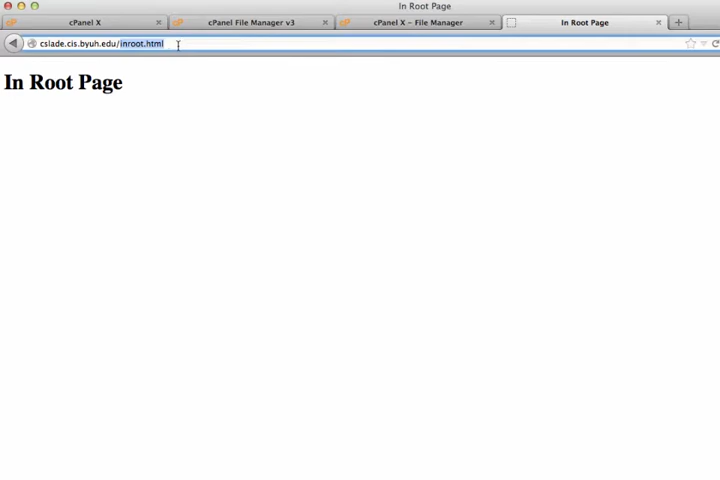 In Root Page
cPanel X
cPanel File Manager v3
cPanel X – File Manager
In Root Page
cslade.cis.byuh.edu/inroot.html
In Root Page